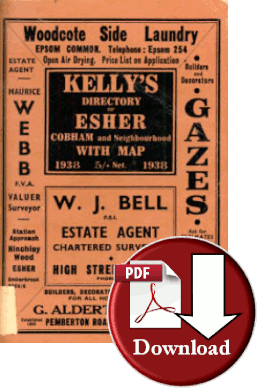 Woodcote Side Laundry
EPSOM COMMON. Telephone: Epsom 254
Open Air Drying. Price List on Application
ESTATE
AGENT
MAURICE
WEBB
F.V.A.
VALUER
Surveyor
Station
Approach
Hinchley
Wood
ESHER
KELLY'S
DIRECTORY
OF
ESHER
COBHAM and Neighbourhood
WITH MAP
1938 5/- Net. 1938
Builders
and
Decorators
GAZES
W. J. BELL
ESTATE AGENT
CHARTERED SURV
HIGH STREE
BUILDERS, DECORAT
FOR ALL HO
G. ALDERT
PEMBERTON ROA
PDF
Download